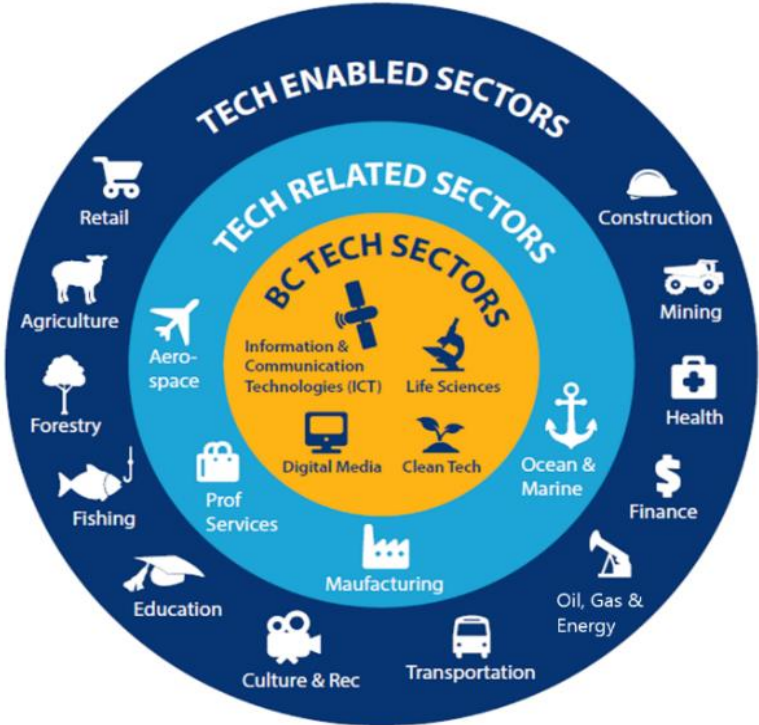 TECH ENABLED SECTORS
TECH RELATED SECTORS
BC TECH SECTORS
Retail
Construction
Agriculture
Mining
Aero-
space
Information &
Communication
Technologies (ICT)
Life Sciences
Forestry
Health
Digital Media
Clean Tech
Ocean &
Marine
Prof
Services
Fishing
Finance
Maufacturing
Education
Oil, Gas &
Energy
Culture & Rec
Transportation